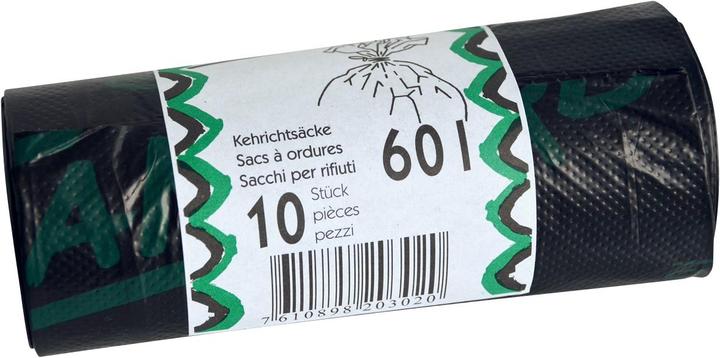 Kehrichtsäcke
Sacs à ordures
Sacchi per rifiuti
60 l
10
Stück
pièces
pezzi
7 610898 203020